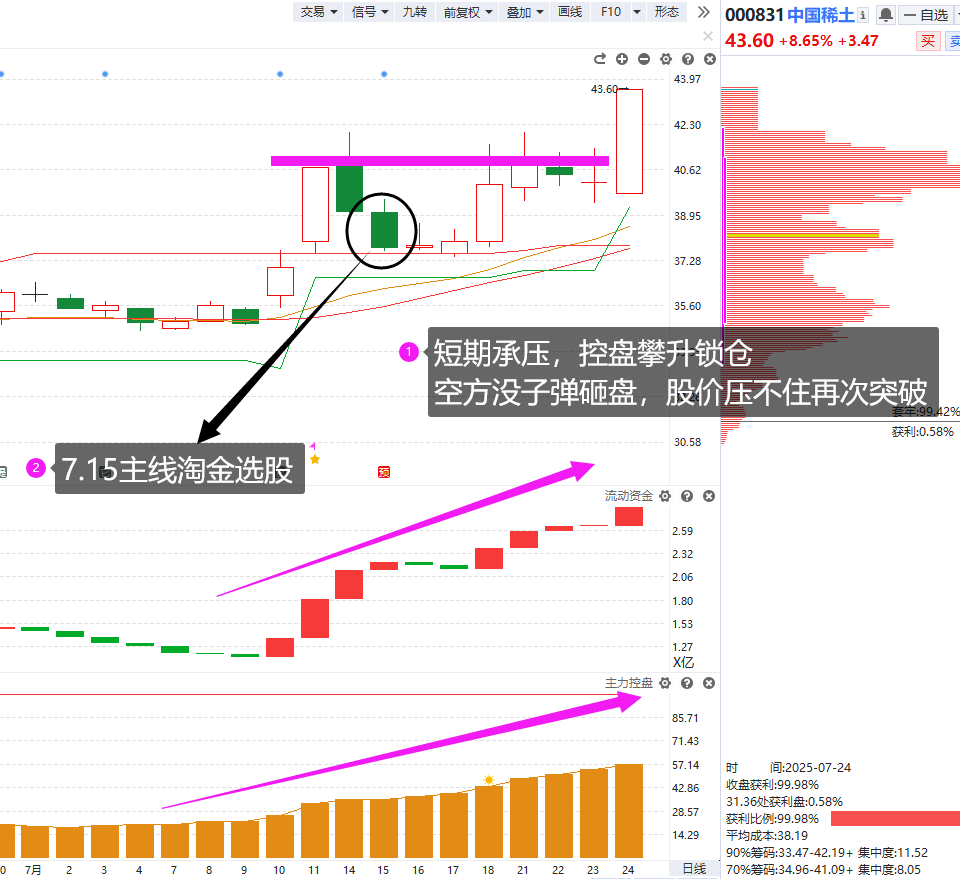 交易 信号 九转 前复权 叠加 画线 F10 形态
000831 中国稀土 自选
43.60 +8.65% +3.47
买 卖
43.97
43.60
42.30
40.62
38.95
37.28
35.60
1 短期承压，控盘攀升锁仓
空方没子弹砸盘，股价压不住再次突破
套牢:99.42%
获利:0.58%
30.58
2 7.15主线淘金选股
预
流动资金
2.59
2.32
2.06
1.80
1.53
1.27
X亿
主力控盘
85.71
71.43
57.14
42.86
28.57
14.29
时 间:2025-07-24
收盘获利:99.98%
31.36处获利盘:0.58%
获利比例:99.98%
平均成本:38.19
90%筹码:33.47-42.19+ 集中度:11.52
70%筹码:34.96-41.09+ 集中度:8.05
0 7月 2 3 4 7 8 9 10 11 14 15 16 17 18 21 22 23 24 日线